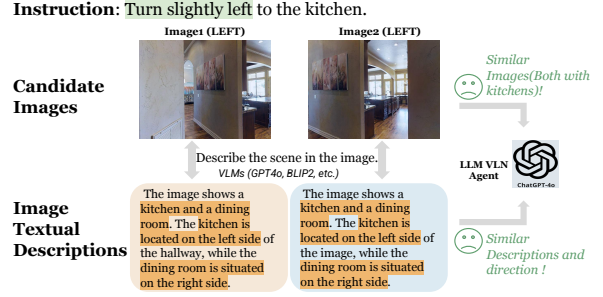 Instruction: Turn slightly left to the kitchen.
Image1 (LEFT)
Image2 (LEFT)
Candidate
Images
Similar
Images(Both with
kitchens)!
Describe the scene in the image.
VLMs (GPT4o, BLIP2, etc.)
LLM VLN
Agent
ChatGPT-4o
Image
Textual
Descriptions
The image shows a
kitchen and a dining
room. The kitchen is
located on the left side of
the hallway, while the
dining room is situated
on the right side.
The image shows a
kitchen and a dining
room. The kitchen is
located on the left side of
the image, while the
dining room is situated
on the right side.
Similar
Descriptions and
direction !